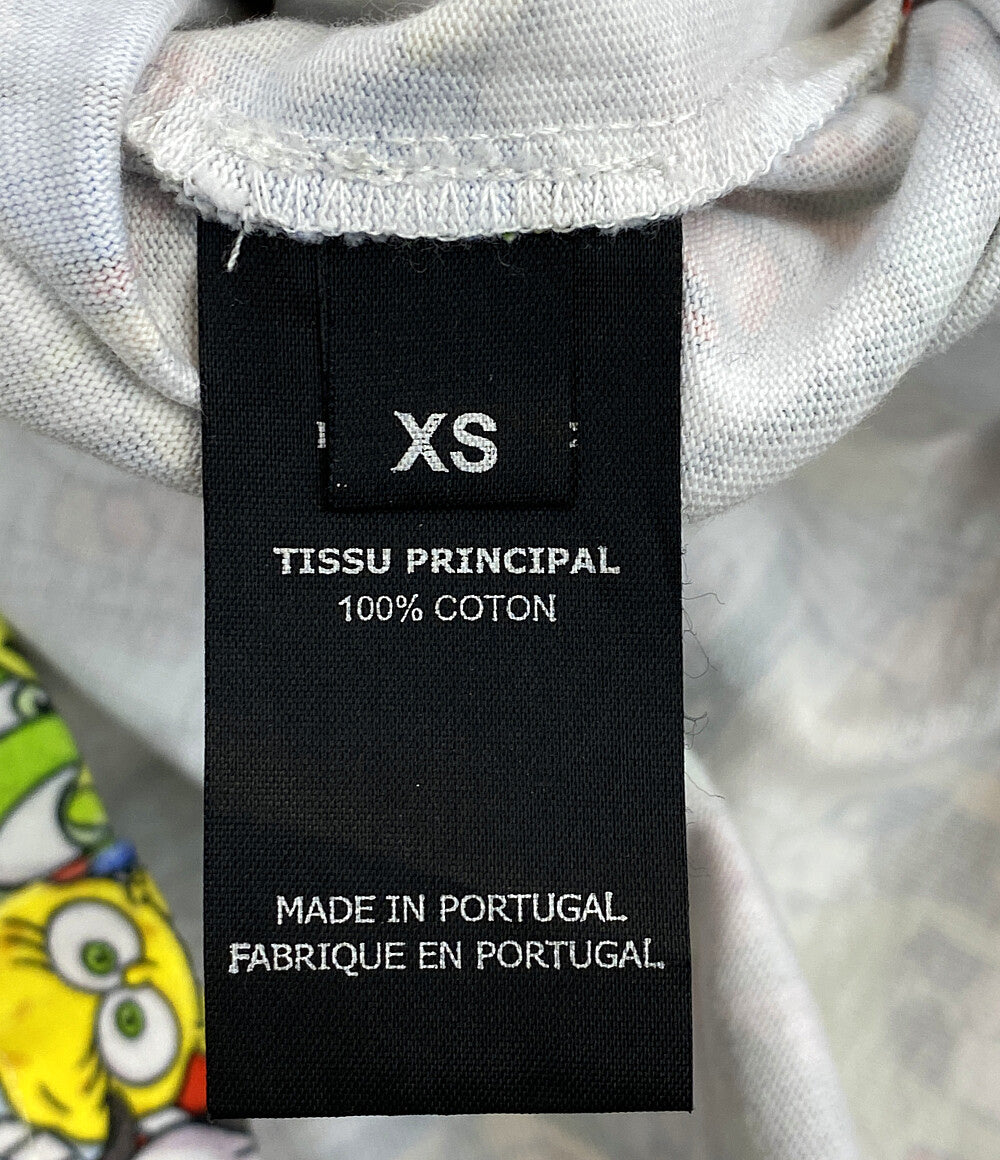 XS
TISSU PRINCIPAL
100% COTON
MADE IN PORTUGAL
FABRIQUE EN PORTUGAL